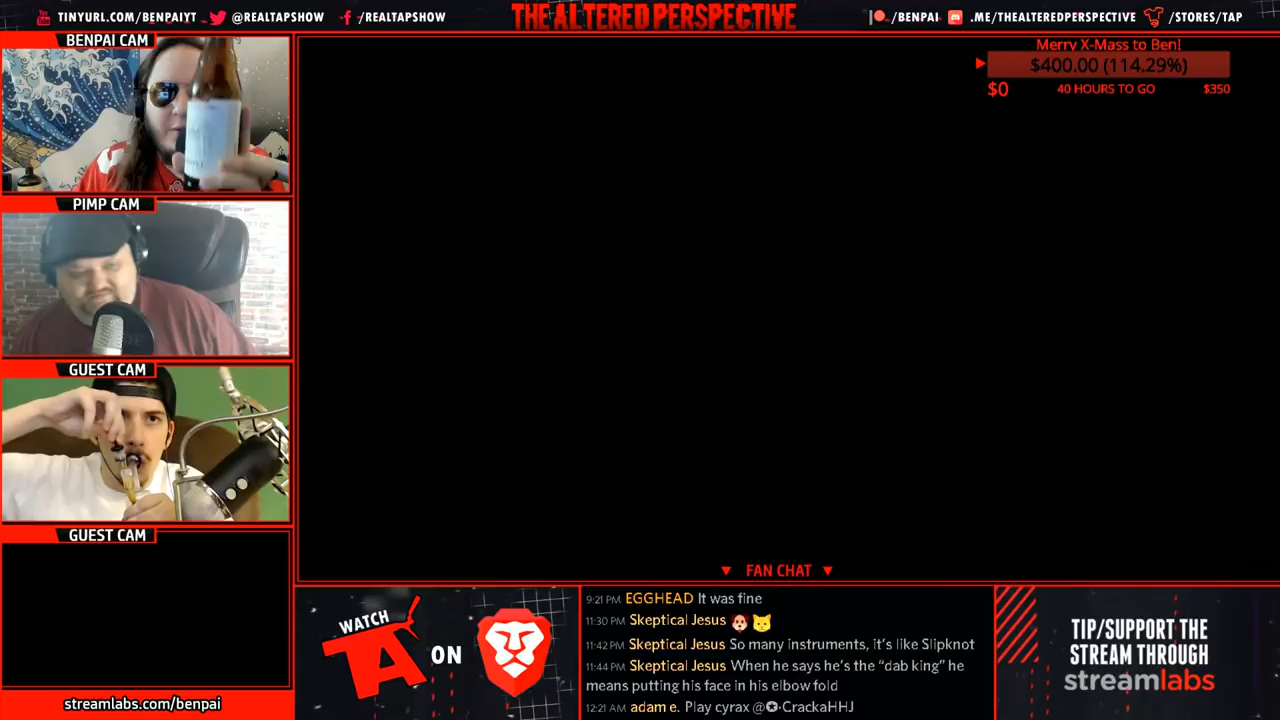 TINYURL.COM/BENPAIYT @REALTAPSHOW /REALTAPSHOW THE ALTERED PERSPECTIVE /BENPAI .ME/THEALTEREDPERSPECTIVE /STORES/TAP
BENPAI CAM
Merry X-Mass to Ben!
$400.00 (114.29%)
$0 40 HOURS TO GO $350
PIMP CAM
GUEST CAM
GUEST CAM
FAN CHAT
WATCH
ON
9:21 PM EGGHEAD It was fine
11:30 PM Skeptical Jesus
11:42 PM Skeptical Jesus So many instruments, it's like Slipknot
11:44 PM Skeptical Jesus When he says he's the “dab king” he
means putting his face in his elbow fold
12:21 AM adam e. Play cyrax @✪•CrackaHHJ
TIP/SUPPORT THE
STREAM THROUGH
streamlabs
streamlabs.com/benpai